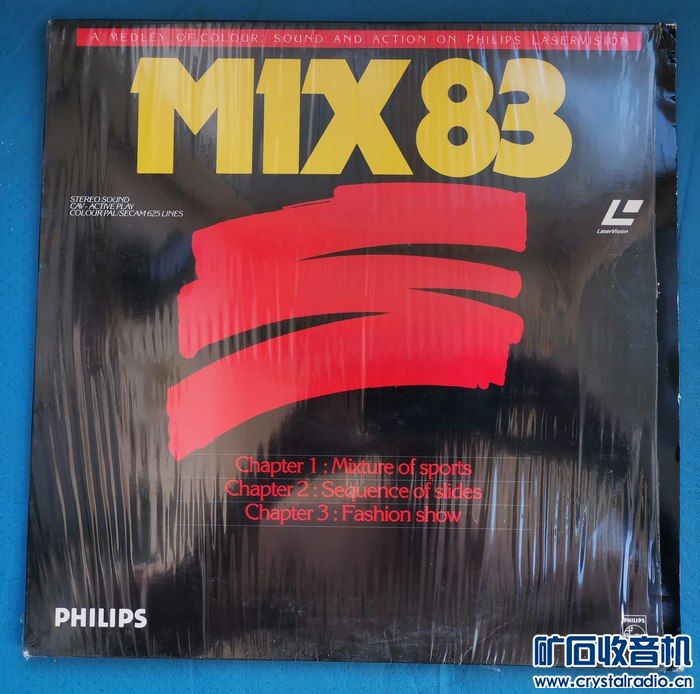 A MEDLEY OF COLOUR, SOUND AND ACTION ON PHILIPS LASERVISION
MIX 83
STEREO SOUND
CAV - ACTIVE PLAY
COLOUR PAL/SECAM 625 LINES
LaserVision
Chapter 1 : Mixture of sports
Chapter 2 : Sequence of slides
Chapter 3 : Fashion show
PHILIPS
PHILIPS
矿石收音机
www.crystalradio.cn